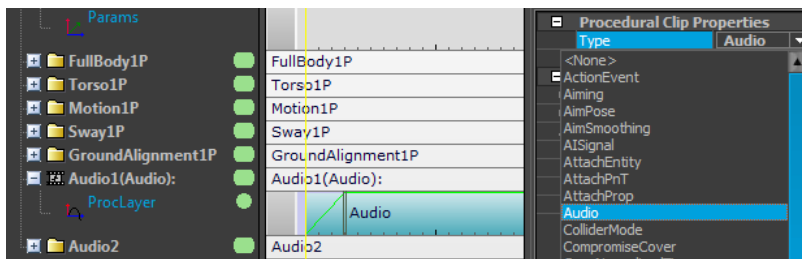 Params
FullBody1P
Torso1P
Motion1P
Sway1P
GroundAlignment1P
Audio1(Audio):
ProcLayer
Audio2
FullBody1P
Torso1P
Motion1P
Sway1P
GroundAlignment1P
Audio1(Audio):
Audio
Audio2
Procedural Clip Properties
Type Audio
<None>
ActionEvent
Aiming
AimPose
AimSmoothing
AISignal
AttachEntity
AttachPnT
AttachProp
Audio
ColliderMode
CompromiseCover